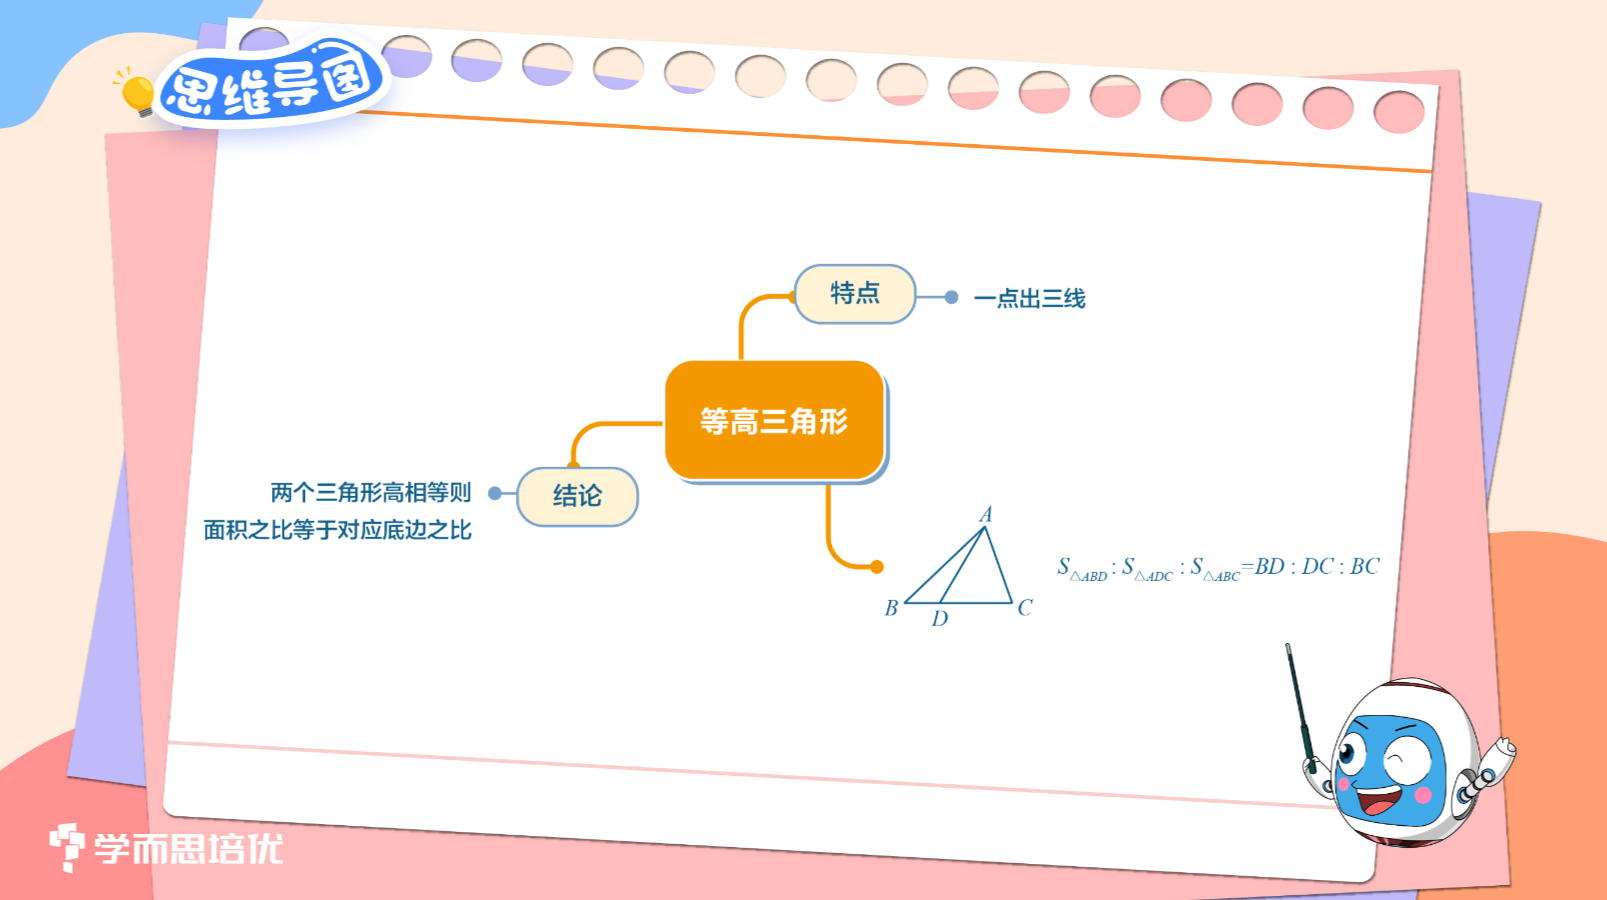 思维导图
特点
一点出三线
等高三角形
结论
两个三角形高相等则
面积之比等于对应底边之比
A
B
D
C
S△ABD : S△ADC : S△ABC=BD : DC : BC
学而思培优